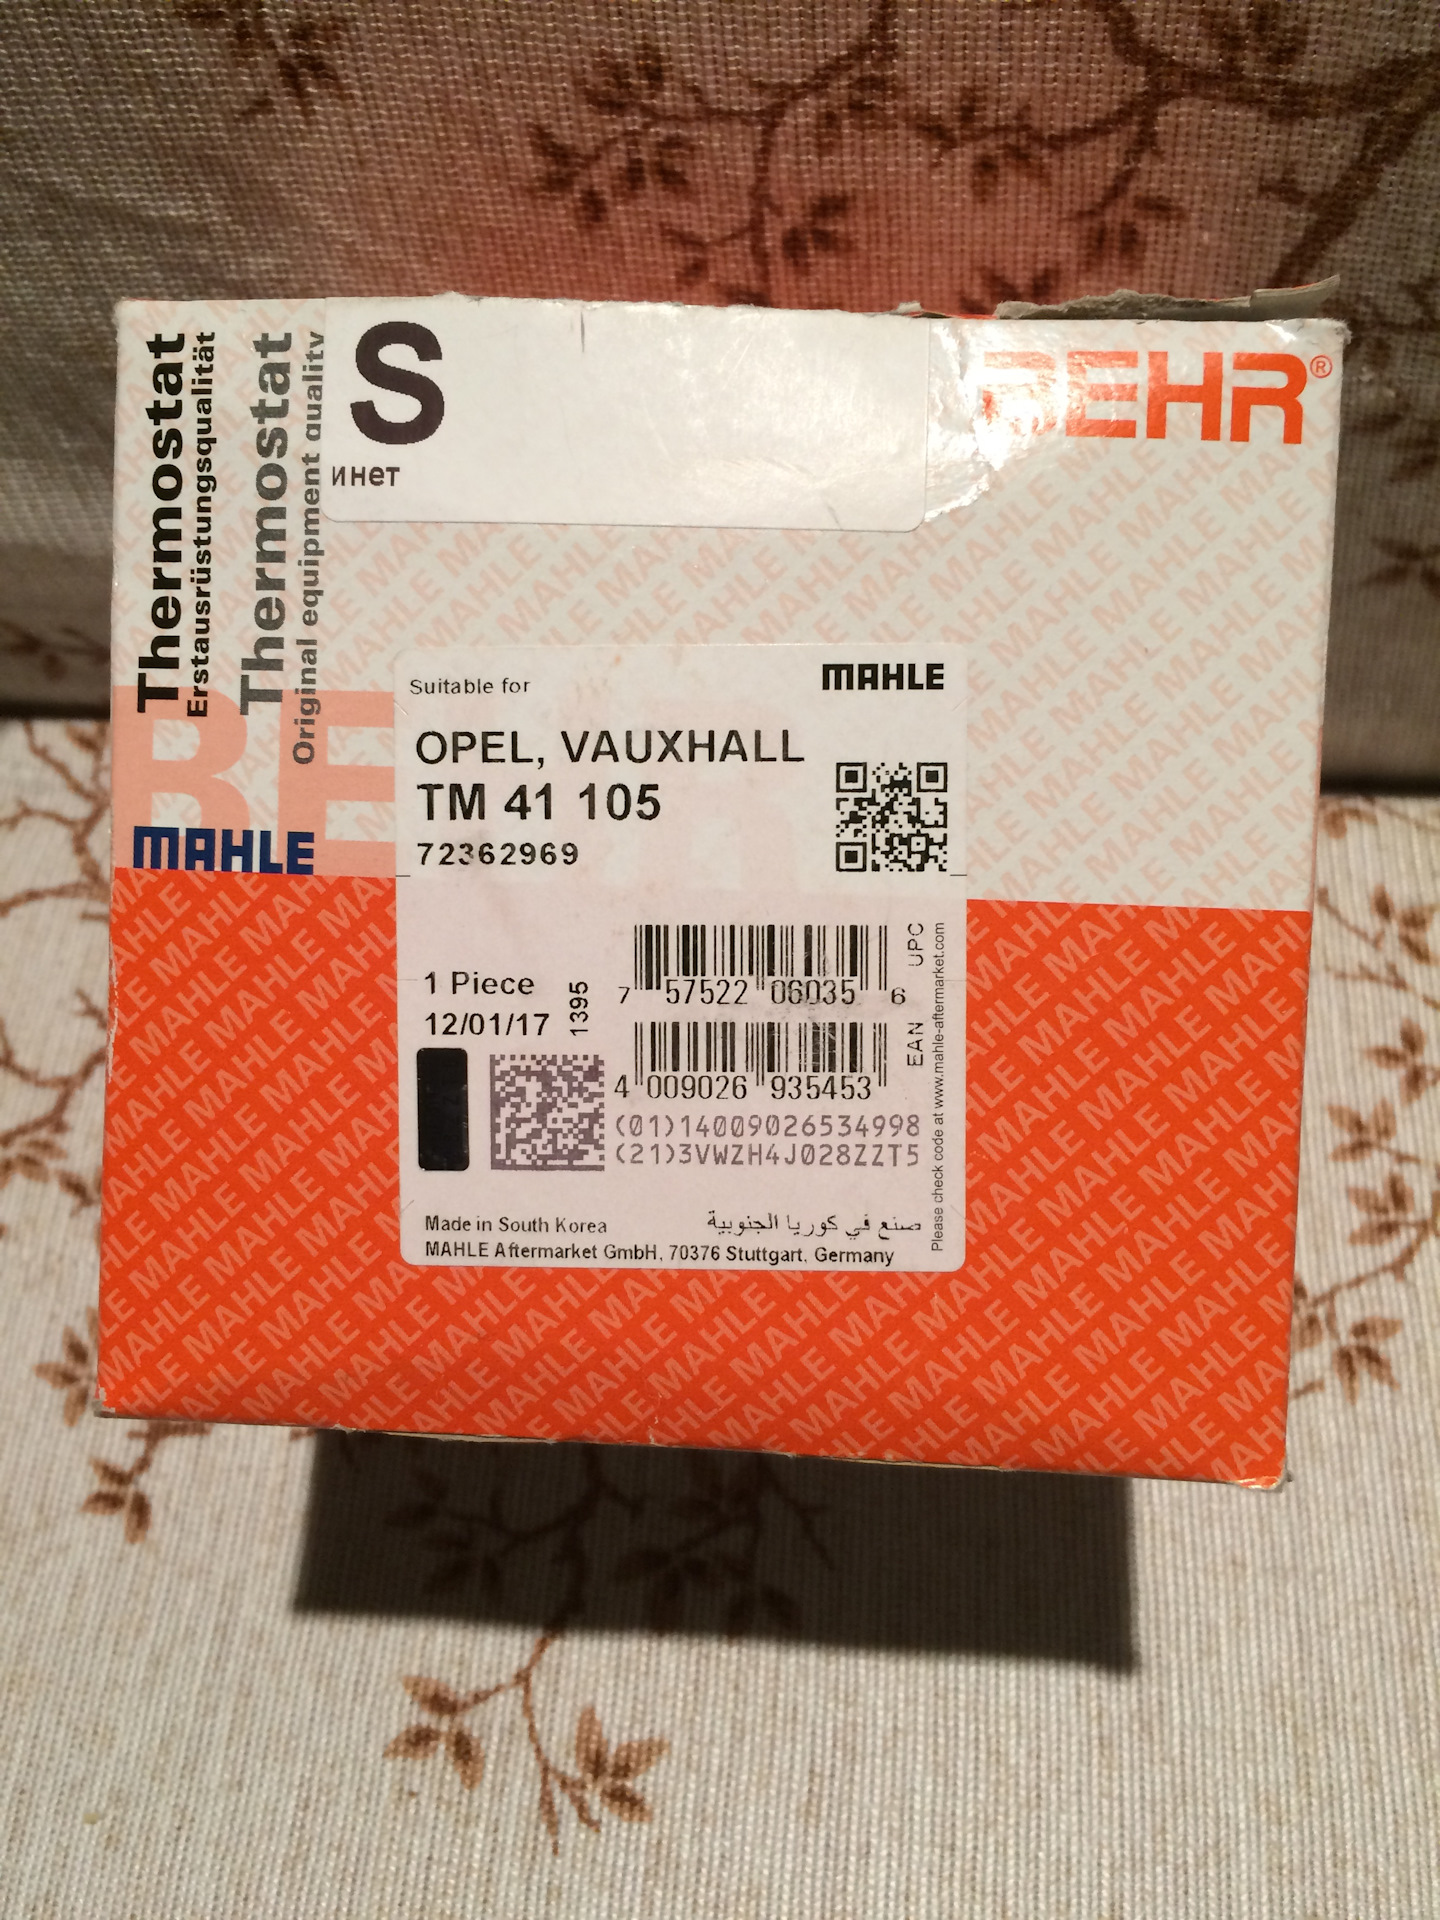 Thermostat
Erstausrüstungsqualität
Thermostat
Original equipment quality
S
инет
BEHR®
MAHLE
Suitable for
MAHLE
OPEL, VAUXHALL
TM 41 105
72362969
1 Piece
12/01/17
1395
7 57522 06035 6
UPC
4 009026 935453
EAN
(01)14009026534998
(21)3VWZH4J028ZZT5
Please check code at www.mahle-aftermarket.com
Made in South Korea
صنع في كوريا الجنوبية
MAHLE Aftermarket GmbH, 70376 Stuttgart, Germany